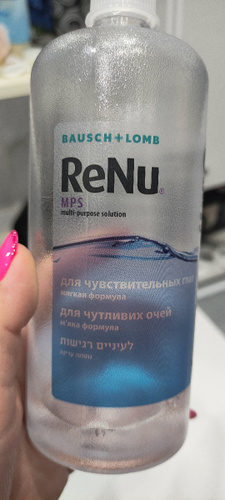 BAUSCH + LOMB
ReNu®
MPS
multi-purpose solution
для чувствительных глаз
мягкая формула
для чутливих очей
м'яка формула
לעיניים רגישות